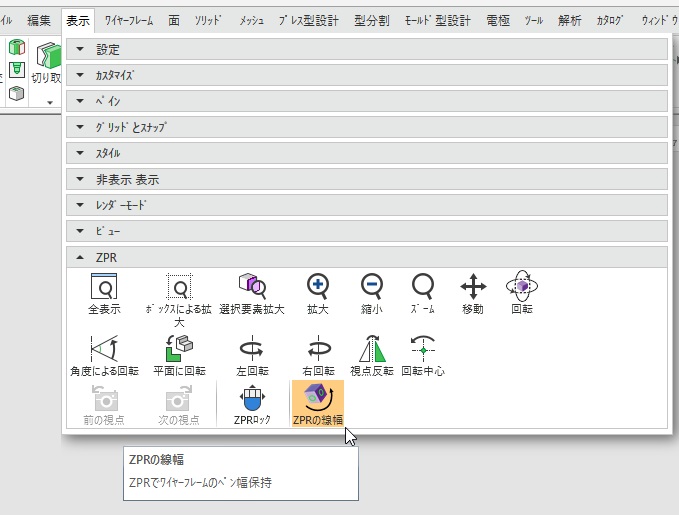 イル 編集 表示 ﾜｲﾔｰﾌﾚｰﾑ 面 ｿﾘｯﾄﾞ ﾒｯｼｭ ﾌﾟﾚｽ型設計 型分割 ﾓｰﾙﾄﾞ型設計 電極 ﾂｰﾙ 解析 ｶﾀﾛｸﾞ ｳｨﾝﾄﾞｳ
切り取
設定
ｶｽﾀﾏｲｽﾞ
ﾍﾟｲﾝ
ｸﾞﾘｯﾄﾞとｽﾅｯﾌﾟ
ｽﾀｲﾙ
非表示 表示
ﾚﾝﾀﾞｰﾓｰﾄﾞ
ﾋﾞｭｰ
ZPR
全表示 ﾎﾞｯｸｽによる拡 選択要素拡大 拡大 縮小 ｽﾞｰﾑ 移動 回転
大
角度による回転 平面に回転 左回転 右回転 視点反転 回転中心
前の視点 次の視点 ZPRﾛｯｸ ZPRの線幅
ZPRの線幅
ZPRでﾜｲﾔｰﾌﾚｰﾑのﾍﾟﾝ幅保持